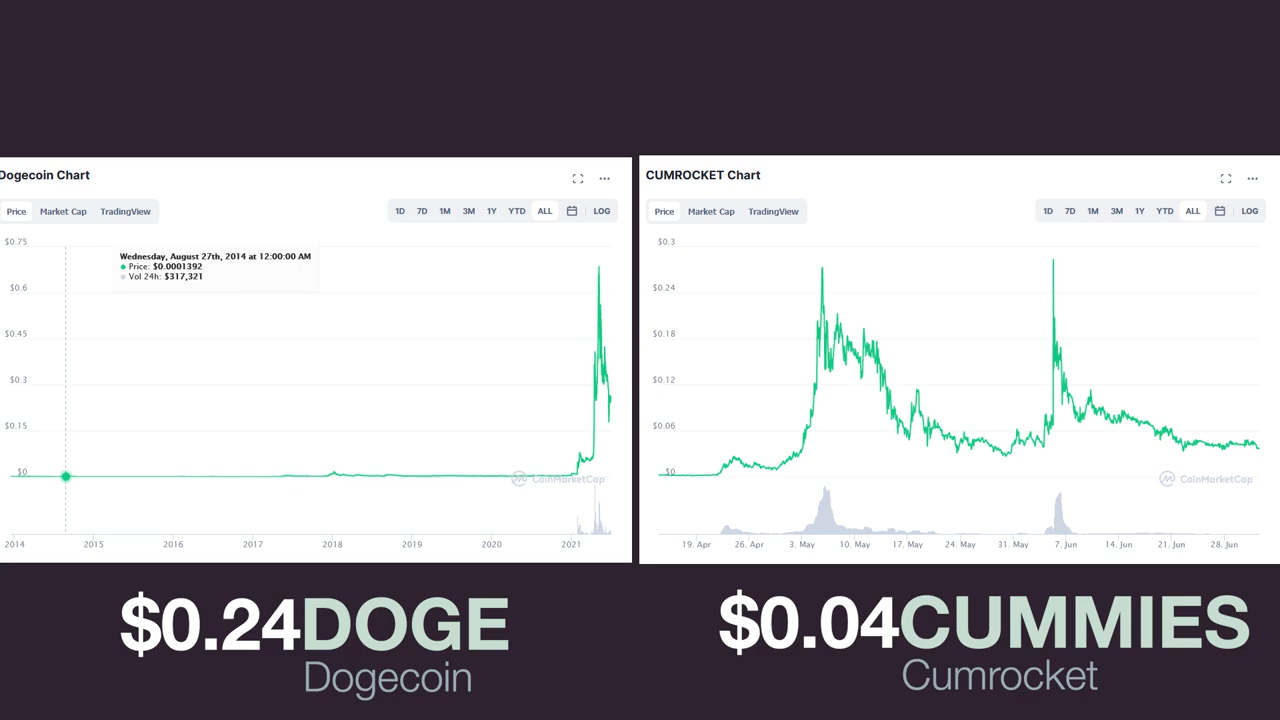 Dogecoin Chart
Price Market Cap TradingView 1D 7D 1M 3M 1Y YTD ALL LOG
$0.75
$0.6
$0.45
$0.3
$0.15
$0
Wednesday, August 27th, 2014 at 12:00:00 AM
Price: $0.0001392
Vol 24h: $317,321
CoinMarketCap
2014 2015 2016 2017 2018 2019 2020 2021
$0.24DOGE
Dogecoin
CUMROCKET Chart
Price Market Cap TradingView 1D 7D 1M 3M 1Y YTD ALL LOG
$0.3
$0.24
$0.18
$0.12
$0.06
$0
CoinMarketCap
19. Apr 26. Apr 3. May 10. May 17. May 24. May 31. May 7. Jun 14. Jun 21. Jun 28. Jun
$0.04CUMMIES
Cumrocket